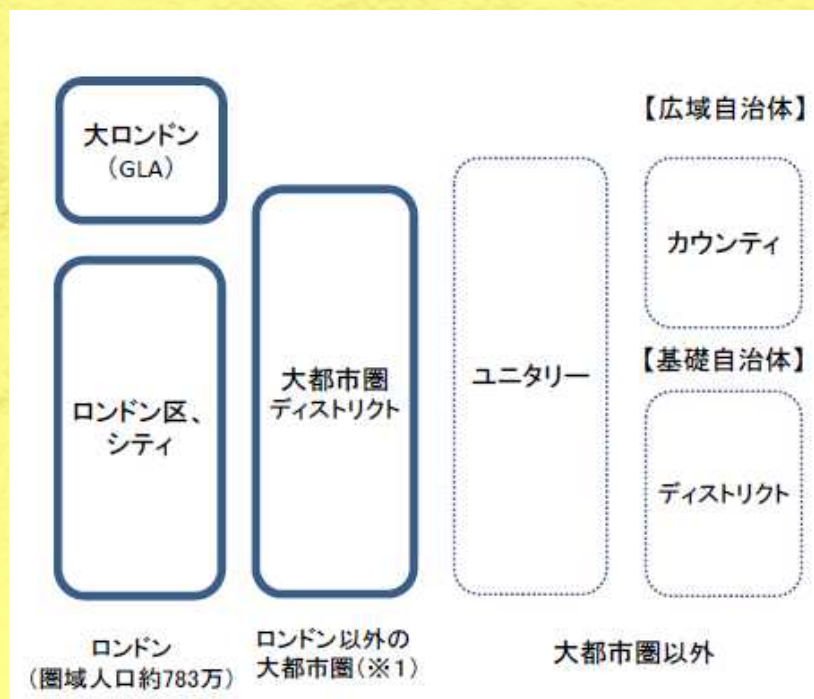 大ロンドン
（GLA）
ロンドン区、
シティ
ロンドン
（圏域人口約783万）
大都市圏
ディストリクト
ロンドン以外の
大都市圏（※1）
ユニタリー
【広域自治体】
カウンティ
【基礎自治体】
ディストリクト
大都市圏以外